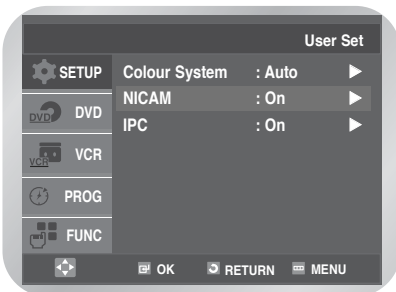 User Set
SETUP
DVD
VCR
PROG
FUNC
Colour System : Auto
NICAM : On
IPC : On
DVD
VCR
OK RETURN MENU